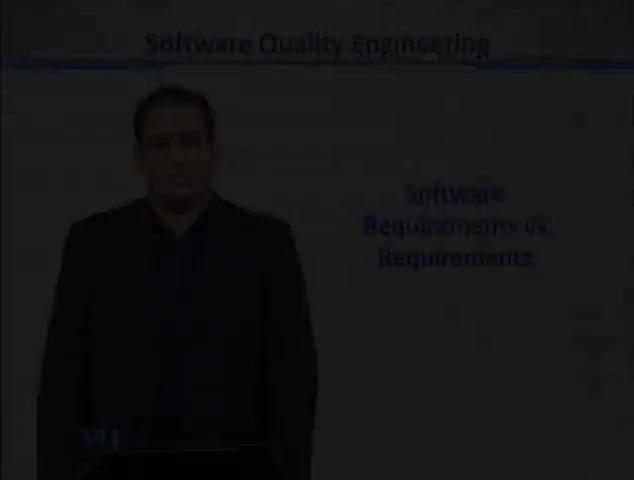 Software Quality Engineering
Software
Requirements vs
Requirements